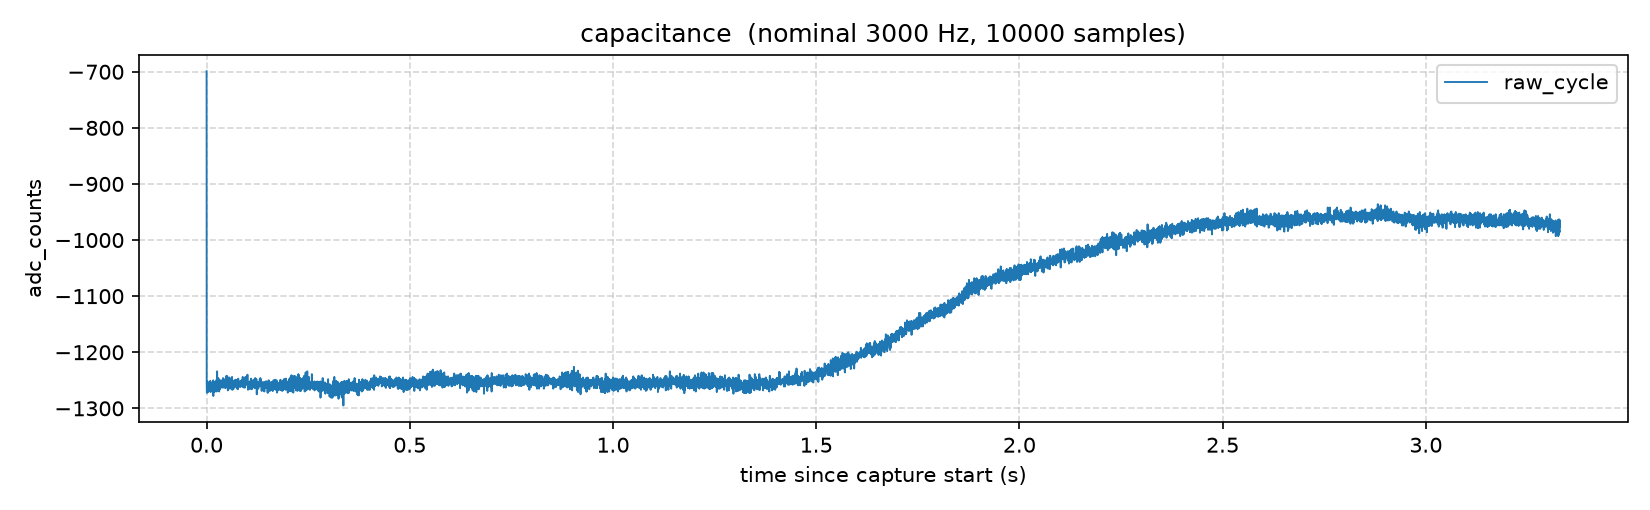 capacitance  (nominal 3000 Hz, 10000 samples)
raw_cycle
adc_counts
−700
−800
−900
−1000
−1100
−1200
−1300
0.0 0.5 1.0 1.5 2.0 2.5 3.0
time since capture start (s)